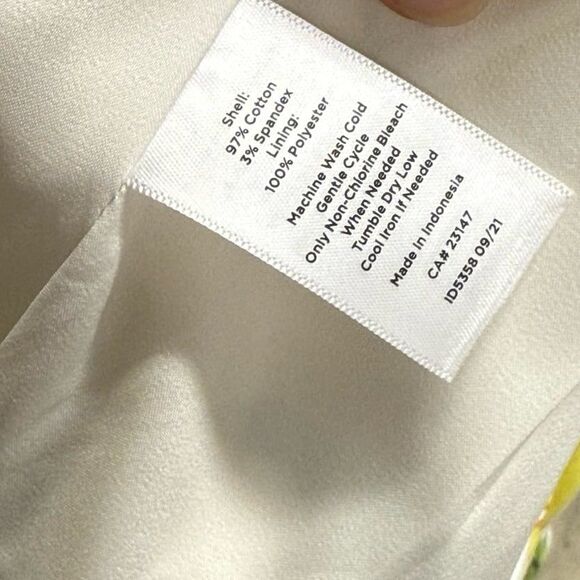 Shell:
97% Cotton
3% Spandex
Lining:
100% Polyester
Machine Wash Cold
Gentle Cycle
Only Non-Chlorine Bleach
When Needed
Tumble Dry Low
Cool Iron If Needed
Made In Indonesia
CA# 23147
ID5358 09/21